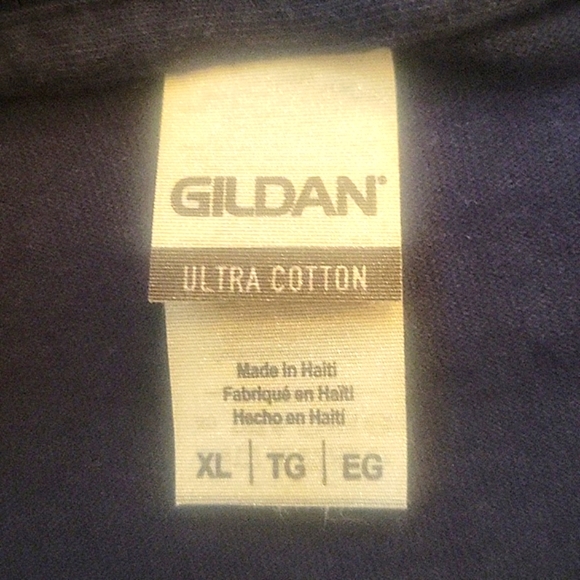 GILDAN®
ULTRA COTTON
Made in Haiti
Fabriqué en Haïti
Hecho en Haití
XL | TG | EG